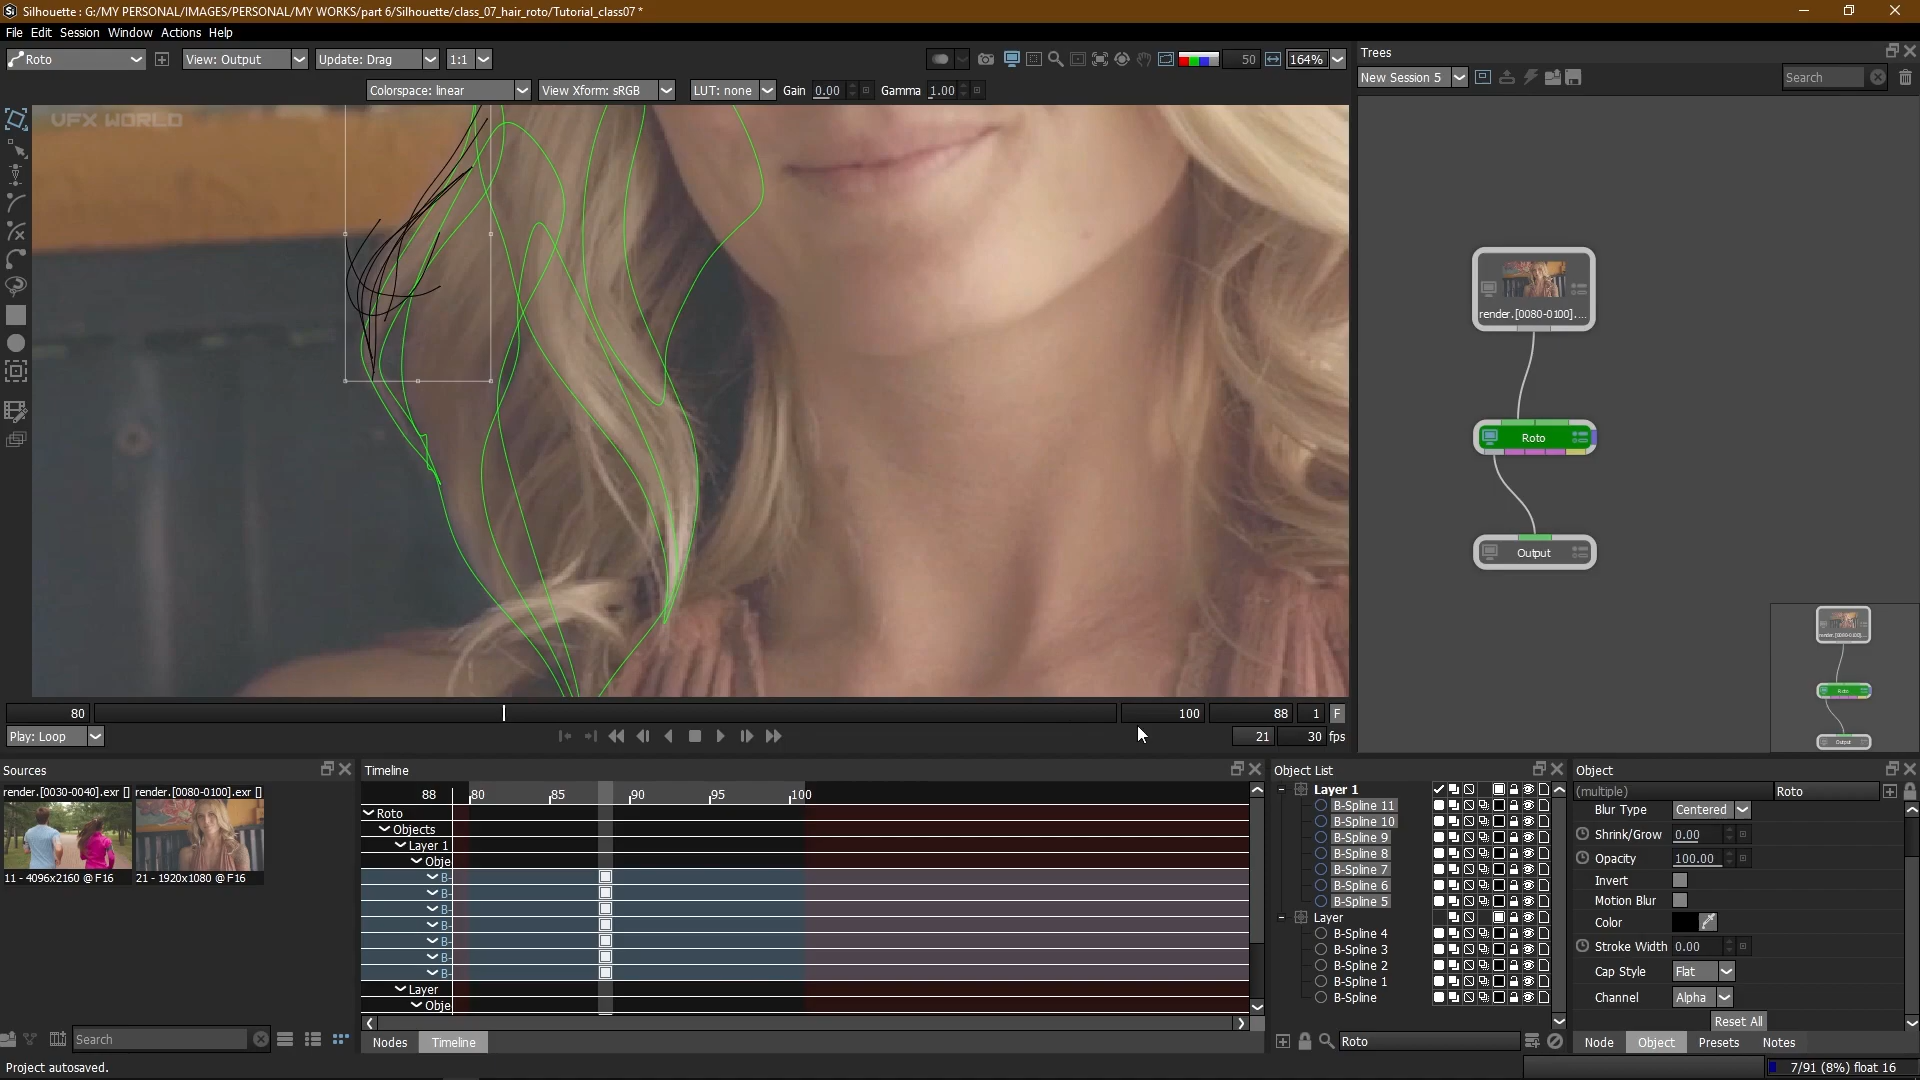 Silhouette : G:/MY PERSONAL/IMAGES/PERSONAL/MY WORKS/part 6/Silhouette/class_07_hair_roto/Tutorial_class07 *
File Edit Session Window Actions Help
Roto View: Output Update: Drag 1:1 50 164%
Colorspace: linear View Xform: sRGB LUT: none Gain 0.00 Gamma 1.00
VFX WORLD
Trees
New Session 5 Search
render.[0080-0100]....
Roto
Output
80 100 88 1 F
Play: Loop 21 30 fps
Sources
render.[0030-0040].exr [] render.[0080-0100].exr []
11 - 4096x2160 @ F16 21 - 1920x1080 @ F16
Search
Timeline
88 80 85 90 95 100
Roto
Objects
Layer 1
Obje
B-
B-
B-
B-
B-
B-
B-
Layer
Obje
Nodes Timeline
Object List
Layer 1
B-Spline 11
B-Spline 10
B-Spline 9
B-Spline 8
B-Spline 7
B-Spline 6
B-Spline 5
Layer
B-Spline 4
B-Spline 3
B-Spline 2
B-Spline 1
B-Spline
Roto
Object
(multiple) Roto
Blur Type Centered
Shrink/Grow 0.00
Opacity 100.00
Invert
Motion Blur
Color
Stroke Width 0.00
Cap Style Flat
Channel Alpha
Reset All
Node Object Presets Notes
Project autosaved. 7/91 (8%) float 16